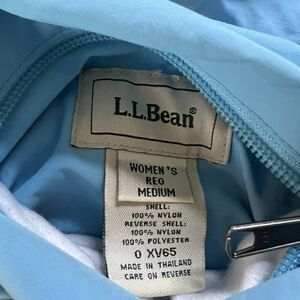 L.L.Bean®
WOMEN'S
REG
MEDIUM
SHELL:
100% NYLON
REVERSE SHELL:
100% NYLON
100% POLYESTER
0 XV65
MADE IN THAILAND
CARE ON REVERSE